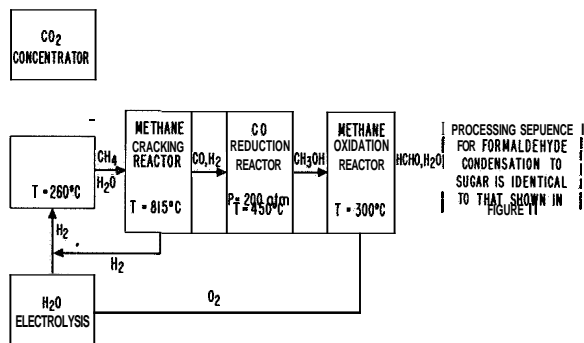 CO2
CONCENTRATOR
T = 260°C
CH4
H2O
METHANE
CRACKING
REACTOR
T = 815°C
CO,H2
CO
REDUCTION
REACTOR
P= 200 atm
T=450°C
CH3OH
METHANE
OXIDATION
REACTOR
T = 300°C
HCHO,H2O
PROCESSING SEPUENCE
FOR FORMALDEHYDE
CONDENSATION TO
SUGAR IS IDENTICAL
TO THAT SHOWN IN
FIGURE 11
H2
H2
O2
H2O
ELECTROLYSIS